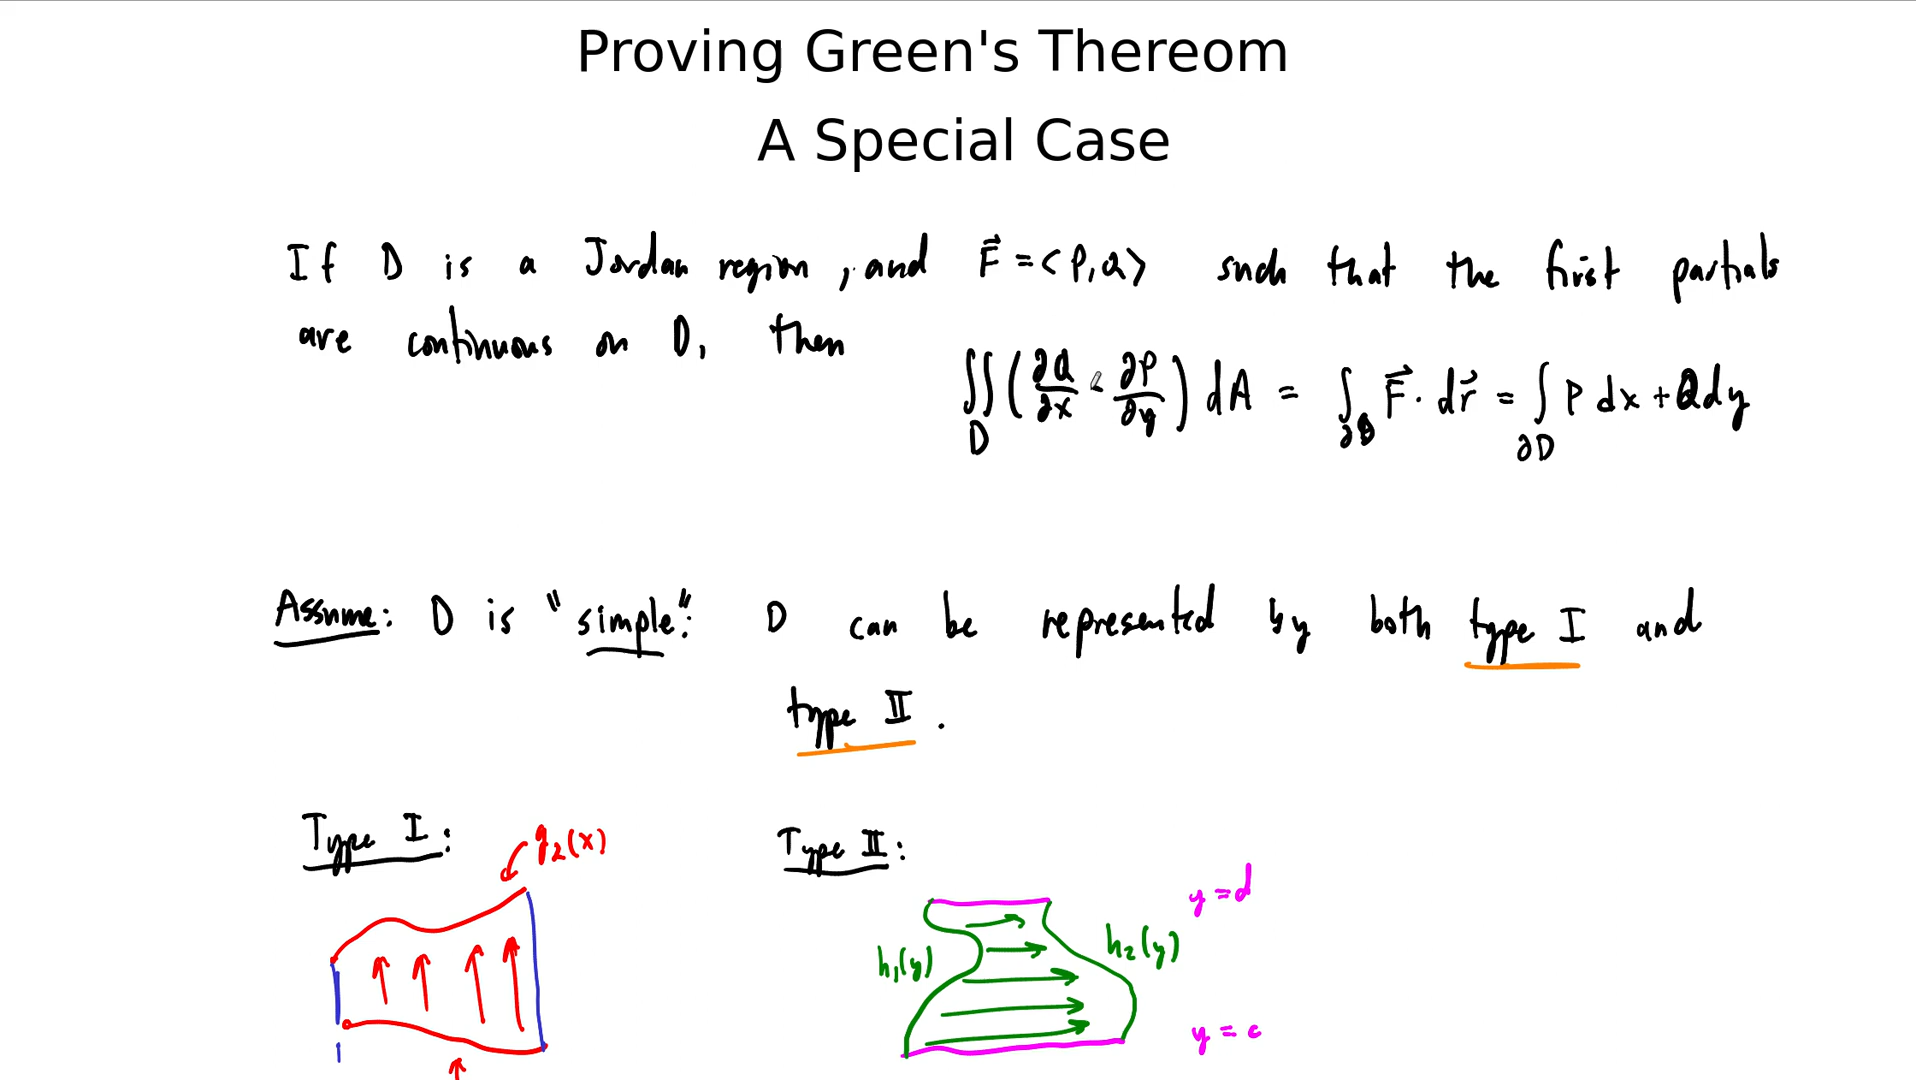 Proving Green's Thereom
A Special Case
If D is a Jordan region, and F⃗ = <P,Q> such that the first partials
are continuous on D, then
∬_D (∂Q/∂x - ∂P/∂y) dA = ∫_∂D F⃗ · dr⃗ = ∫_∂D P dx + Q dy
Assume: D is "simple": D can be represented by both type I and
type II.
Type I:
g₂(x)
Type II:
y = d
h₁(y)
h₂(y)
y = c